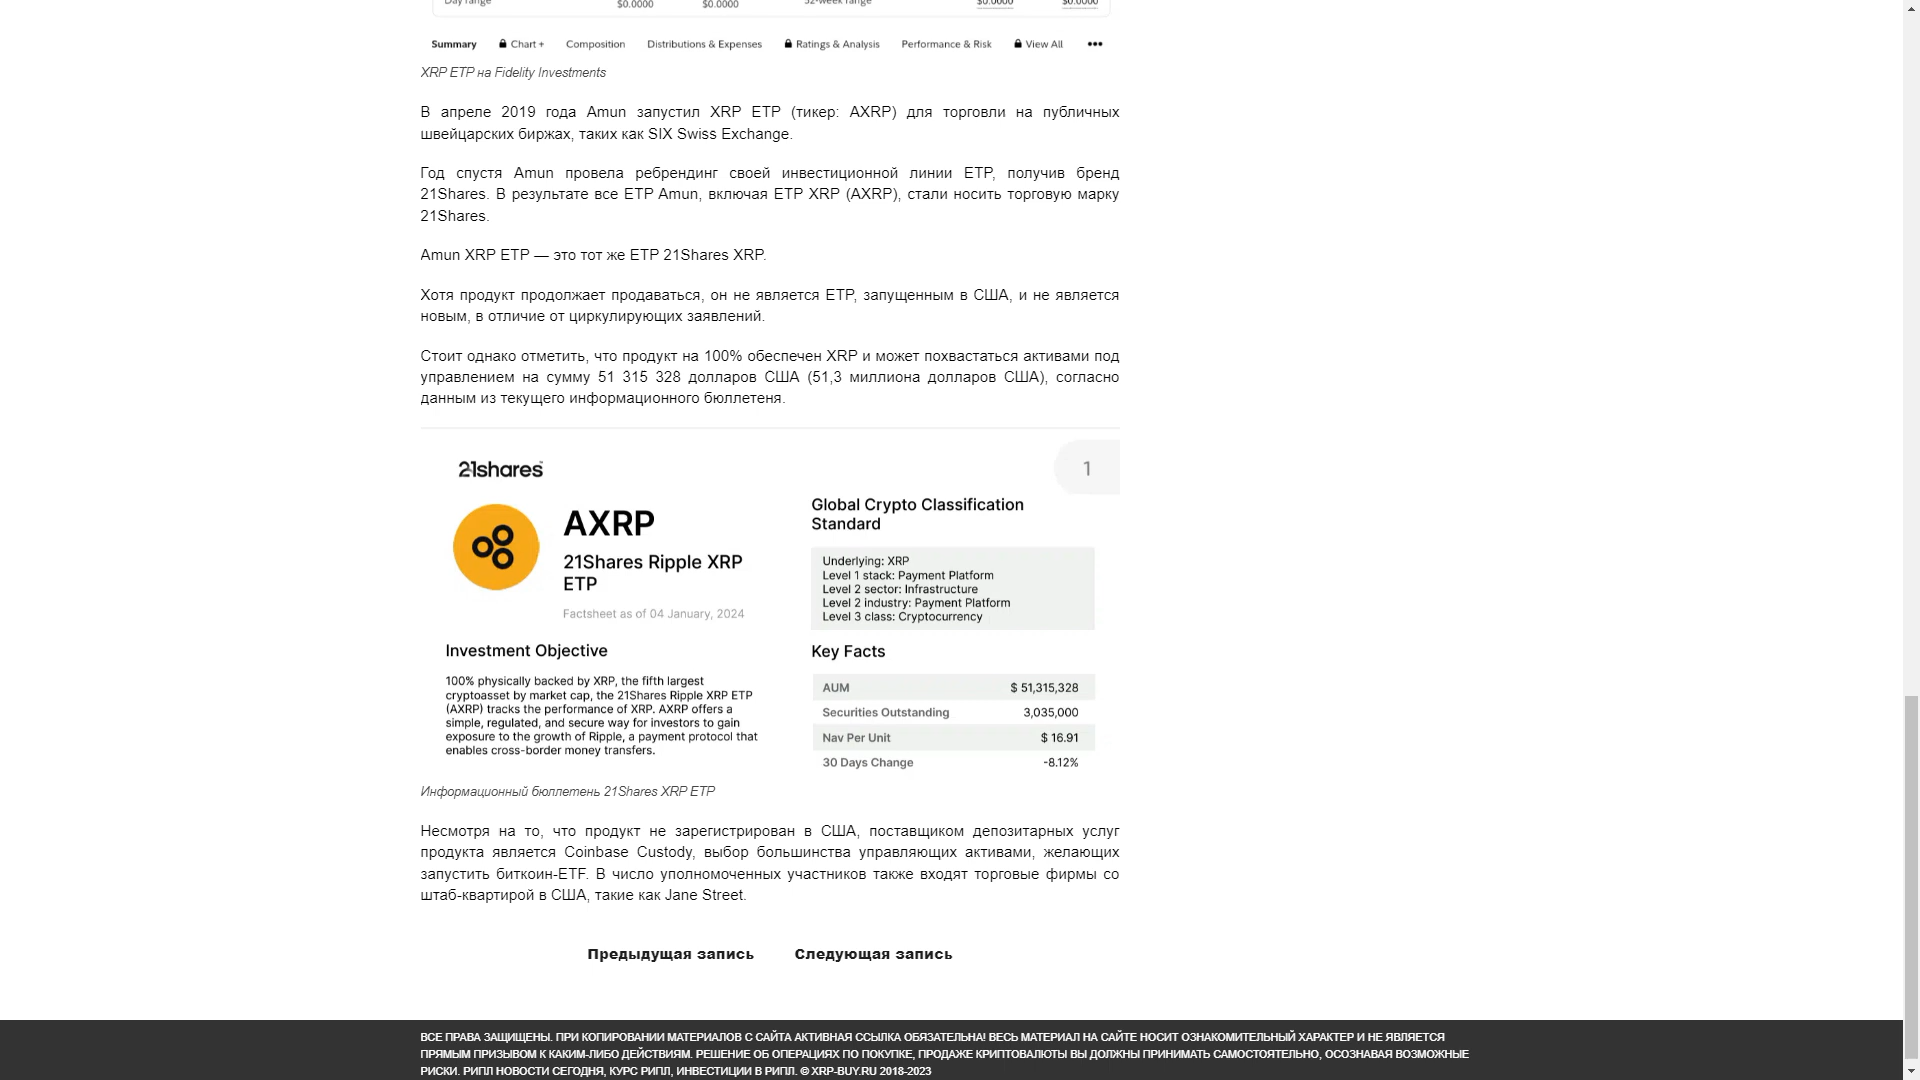 Day range $0.0000 $0.0000 52-week range $0.0000 $0.0000
Summary Chart + Composition Distributions & Expenses Ratings & Analysis Performance & Risk View All •••
XRP ETP на Fidelity Investments
В апреле 2019 года Amun запустил XRP ETP (тикер: AXRP) для торговли на публичных
швейцарских биржах, таких как SIX Swiss Exchange.
Год спустя Amun провела ребрендинг своей инвестиционной линии ETP, получив бренд
21Shares. В результате все ETP Amun, включая ETP XRP (AXRP), стали носить торговую марку
21Shares.
Amun XRP ETP — это тот же ETP 21Shares XRP.
Хотя продукт продолжает продаваться, он не является ETP, запущенным в США, и не является
новым, в отличие от циркулирующих заявлений.
Стоит однако отметить, что продукт на 100% обеспечен XRP и может похвастаться активами под
управлением на сумму 51 315 328 долларов США (51,3 миллиона долларов США), согласно
данным из текущего информационного бюллетеня.
21shares
1
AXRP
21Shares Ripple XRP
ETP
Factsheet as of 04 January, 2024
Global Crypto Classification
Standard
Underlying: XRP
Level 1 stack: Payment Platform
Level 2 sector: Infrastructure
Level 2 industry: Payment Platform
Level 3 class: Cryptocurrency
Investment Objective
100% physically backed by XRP, the fifth largest
cryptoasset by market cap, the 21Shares Ripple XRP ETP
(AXRP) tracks the performance of XRP. AXRP offers a
simple, regulated, and secure way for investors to gain
exposure to the growth of Ripple, a payment protocol that
enables cross-border money transfers.
Key Facts
AUM $ 51,315,328
Securities Outstanding 3,035,000
Nav Per Unit $ 16.91
30 Days Change -8.12%
Информационный бюллетень 21Shares XRP ETP
Несмотря на то, что продукт не зарегистрирован в США, поставщиком депозитарных услуг
продукта является Coinbase Custody, выбор большинства управляющих активами, желающих
запустить биткоин-ETF. В число уполномоченных участников также входят торговые фирмы со
штаб-квартирой в США, такие как Jane Street.
Предыдущая запись Следующая запись
ВСЕ ПРАВА ЗАЩИЩЕНЫ. ПРИ КОПИРОВАНИИ МАТЕРИАЛОВ С САЙТА АКТИВНАЯ ССЫЛКА ОБЯЗАТЕЛЬНА! ВЕСЬ МАТЕРИАЛ НА САЙТЕ НОСИТ ОЗНАКОМИТЕЛЬНЫЙ ХАРАКТЕР И НЕ ЯВЛЯЕТСЯ
ПРЯМЫМ ПРИЗЫВОМ К КАКИМ-ЛИБО ДЕЙСТВИЯМ. РЕШЕНИЕ ОБ ОПЕРАЦИЯХ ПО ПОКУПКЕ, ПРОДАЖЕ КРИПТОВАЛЮТЫ ВЫ ДОЛЖНЫ ПРИНИМАТЬ САМОСТОЯТЕЛЬНО, ОСОЗНАВАЯ ВОЗМОЖНЫЕ
РИСКИ. РИПЛ НОВОСТИ СЕГОДНЯ, КУРС РИПЛ, ИНВЕСТИЦИИ В РИПЛ. © XRP-BUY.RU 2018-2023